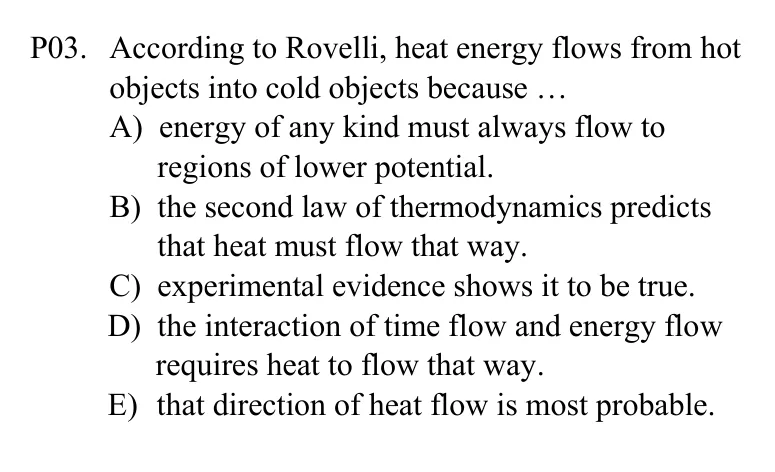 P03. According to Rovelli, heat energy flows from hot
objects into cold objects because …
A) energy of any kind must always flow to
regions of lower potential.
B) the second law of thermodynamics predicts
that heat must flow that way.
C) experimental evidence shows it to be true.
D) the interaction of time flow and energy flow
requires heat to flow that way.
E) that direction of heat flow is most probable.